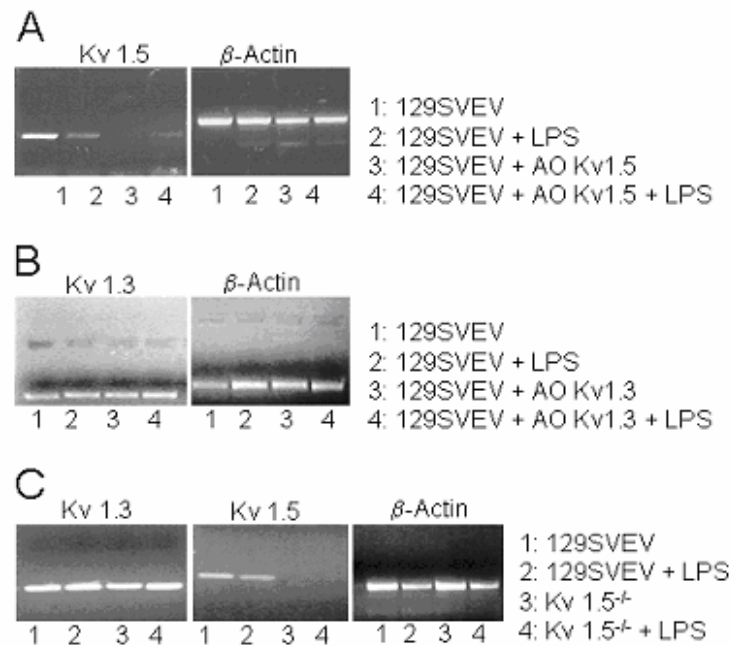 A
Kv 1.5 β-Actin
1 2 3 4 1 2 3 4
1: 129SVEV
2: 129SVEV + LPS
3: 129SVEV + AO Kv1.5
4: 129SVEV + AO Kv1.5 + LPS
B
Kv 1.3 β-Actin
1 2 3 4 1 2 3 4
1: 129SVEV
2: 129SVEV + LPS
3: 129SVEV + AO Kv1.3
4: 129SVEV + AO Kv1.3 + LPS
C
Kv 1.3 Kv 1.5 β-Actin
1 2 3 4 1 2 3 4 1 2 3 4
1: 129SVEV
2: 129SVEV + LPS
3: Kv 1.5⁻/⁻
4: Kv 1.5⁻/⁻ + LPS